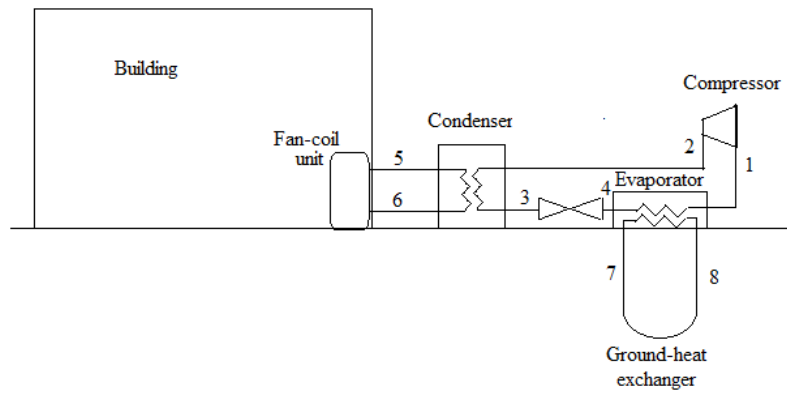 Building
Compressor
Condenser
Fan-coil
unit
5
2
1
Evaporator
6
3
4
7
8
Ground-heat
exchanger